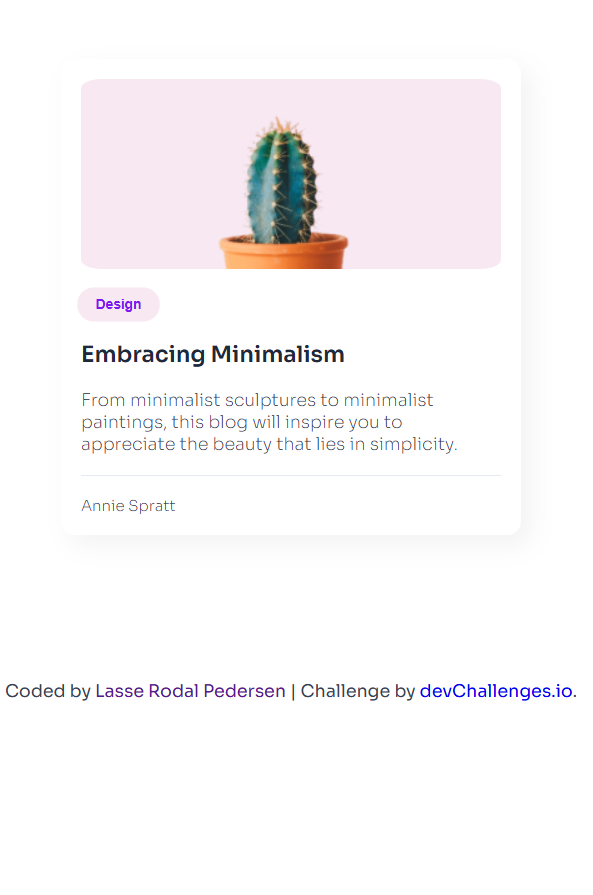 Design
Embracing Minimalism
From minimalist sculptures to minimalist
paintings, this blog will inspire you to
appreciate the beauty that lies in simplicity.
Annie Spratt
Coded by Lasse Rodal Pedersen | Challenge by devChallenges.io.